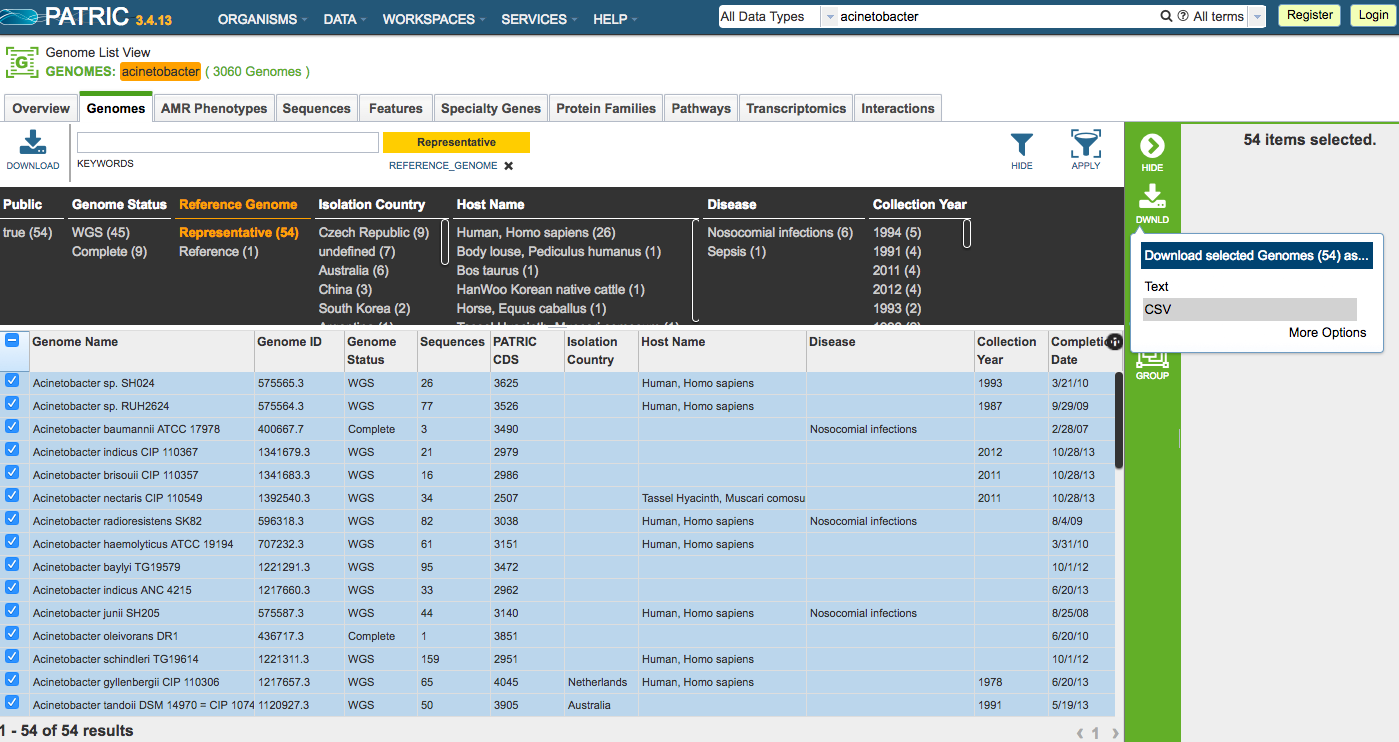 PATRIC 3.4.13 ORGANISMS DATA WORKSPACES SERVICES HELP All Data Types acinetobacter All terms Register Login
Genome List View
GENOMES: acinetobacter ( 3060 Genomes )
Overview Genomes AMR Phenotypes Sequences Features Specialty Genes Protein Families Pathways Transcriptomics Interactions
DOWNLOAD
KEYWORDS
Representative
REFERENCE_GENOME
HIDE
APPLY
HIDE
DWNLD
54 items selected.
Public Genome Status Reference Genome Isolation Country Host Name Disease Collection Year
true (54) WGS (45) Representative (54) Czech Republic (9) Human, Homo sapiens (26) Nosocomial infections (6) 1994 (5)
Complete (9) Reference (1) undefined (7) Body louse, Pediculus humanus (1) Sepsis (1) 1991 (4)
Australia (6) Bos taurus (1) 2011 (4)
China (3) HanWoo Korean native cattle (1) 2012 (4)
South Korea (2) Horse, Equus caballus (1) 1993 (2)
Download selected Genomes (54) as...
Text
CSV
More Options
GROUP
Genome Name Genome ID Genome Status Sequences PATRIC CDS Isolation Country Host Name Disease Collection Year Completi Date
Acinetobacter sp. SH024 575565.3 WGS 26 3625 Human, Homo sapiens 1993 3/21/10
Acinetobacter sp. RUH2624 575564.3 WGS 77 3526 Human, Homo sapiens 1987 9/29/09
Acinetobacter baumannii ATCC 17978 400667.7 Complete 3 3490 Nosocomial infections 2/28/07
Acinetobacter indicus CIP 110367 1341679.3 WGS 21 2979 2012 10/28/13
Acinetobacter brisouii CIP 110357 1341683.3 WGS 16 2986 2011 10/28/13
Acinetobacter nectaris CIP 110549 1392540.3 WGS 34 2507 Tassel Hyacinth, Muscari comosu 2011 10/28/13
Acinetobacter radioresistens SK82 596318.3 WGS 82 3038 Human, Homo sapiens Nosocomial infections 8/4/09
Acinetobacter haemolyticus ATCC 19194 707232.3 WGS 61 3151 Human, Homo sapiens 3/31/10
Acinetobacter baylyi TG19579 1221291.3 WGS 95 3472 10/1/12
Acinetobacter indicus ANC 4215 1217660.3 WGS 33 2962 6/20/13
Acinetobacter junii SH205 575587.3 WGS 44 3140 Human, Homo sapiens Nosocomial infections 8/25/08
Acinetobacter oleivorans DR1 436717.3 Complete 1 3851 6/20/10
Acinetobacter schindleri TG19614 1221311.3 WGS 159 2951 Human, Homo sapiens 10/1/12
Acinetobacter gyllenbergii CIP 110306 1217657.3 WGS 65 4045 Netherlands Human, Homo sapiens 1978 6/20/13
Acinetobacter tandoii DSM 14970 = CIP 1074 1120927.3 WGS 50 3905 Australia 1991 5/19/13
1 - 54 of 54 results 1